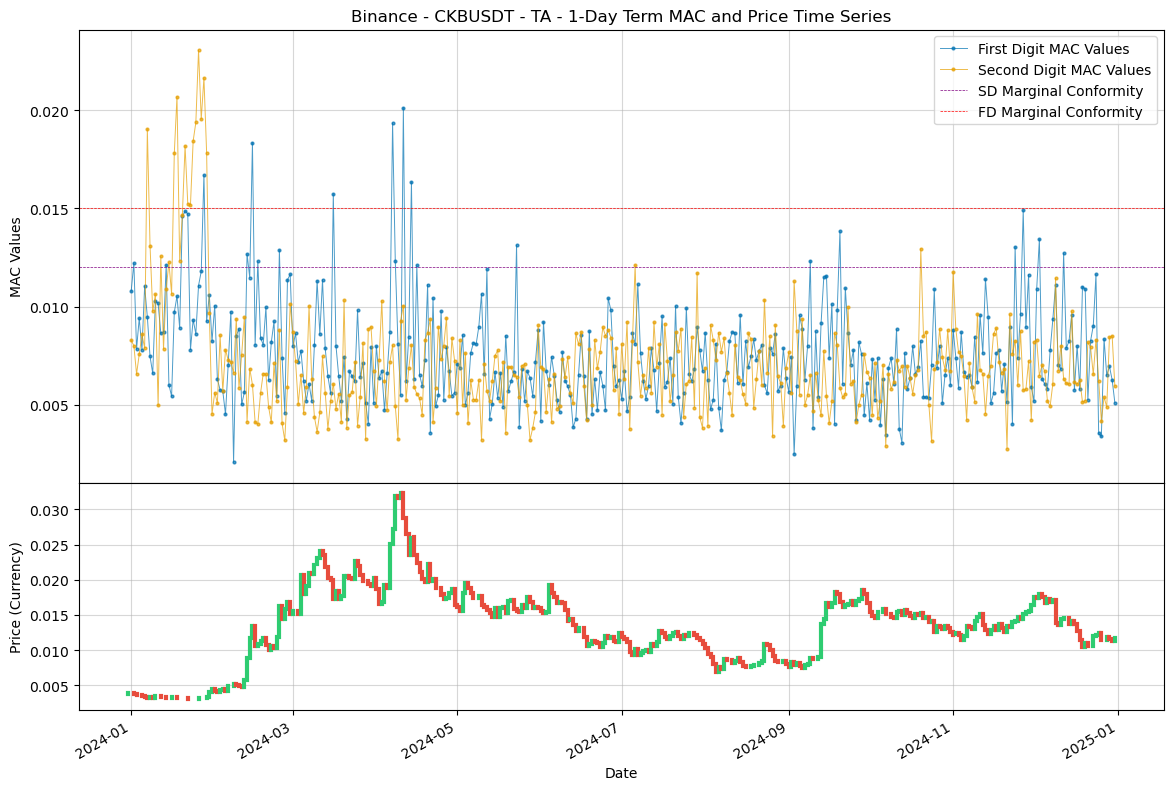 Binance - CKBUSDT - TA - 1-Day Term MAC and Price Time Series
First Digit MAC Values
Second Digit MAC Values
SD Marginal Conformity
FD Marginal Conformity
MAC Values
0.020
0.015
0.010
0.005
Price (Currency)
0.030
0.025
0.020
0.015
0.010
0.005
2024-01
2024-03
2024-05
2024-07
2024-09
2024-11
2025-01
Date